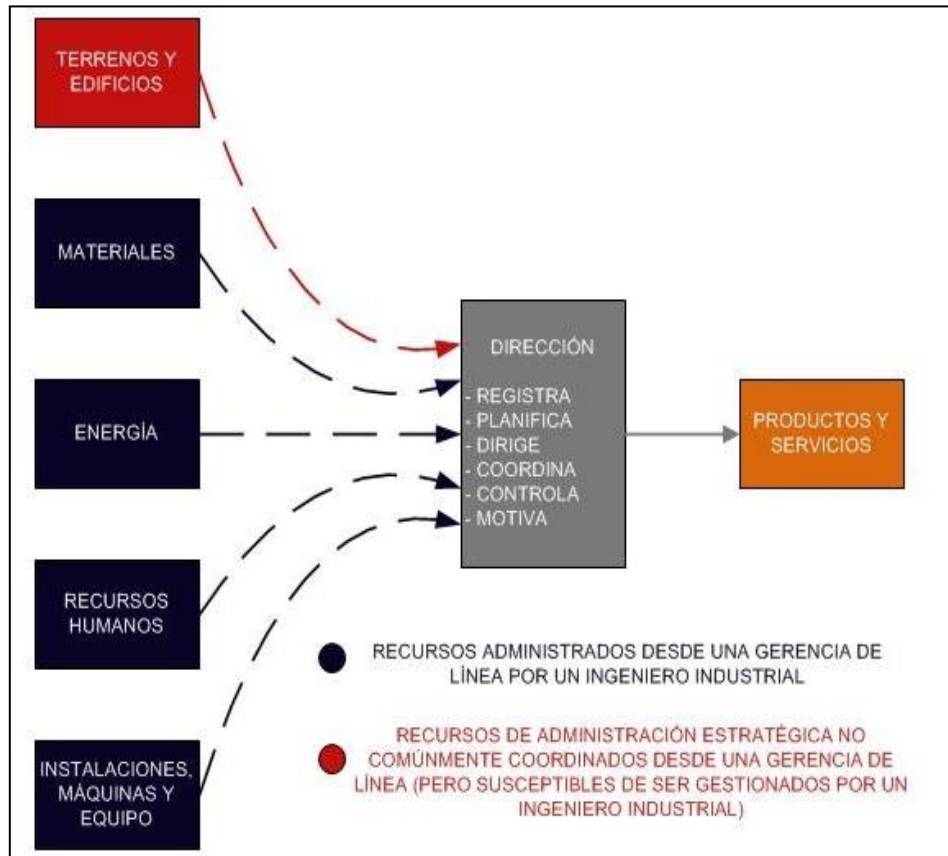 TERRENOS Y
EDIFICIOS
MATERIALES
ENERGÍA
RECURSOS
HUMANOS
INSTALACIONES,
MÁQUINAS Y
EQUIPO
DIRECCIÓN
- REGISTRA
- PLANIFICA
- DIRIGE
- COORDINA
- CONTROLA
- MOTIVA
PRODUCTOS Y
SERVICIOS
RECURSOS ADMINISTRADOS DESDE UNA GERENCIA DE
LÍNEA POR UN INGENIERO INDUSTRIAL
RECURSOS DE ADMINISTRACIÓN ESTRATÉGICA NO
COMÚNMENTE COORDINADOS DESDE UNA GERENCIA DE
LÍNEA (PERO SUSCEPTIBLES DE SER GESTIONADOS POR UN
INGENIERO INDUSTRIAL)